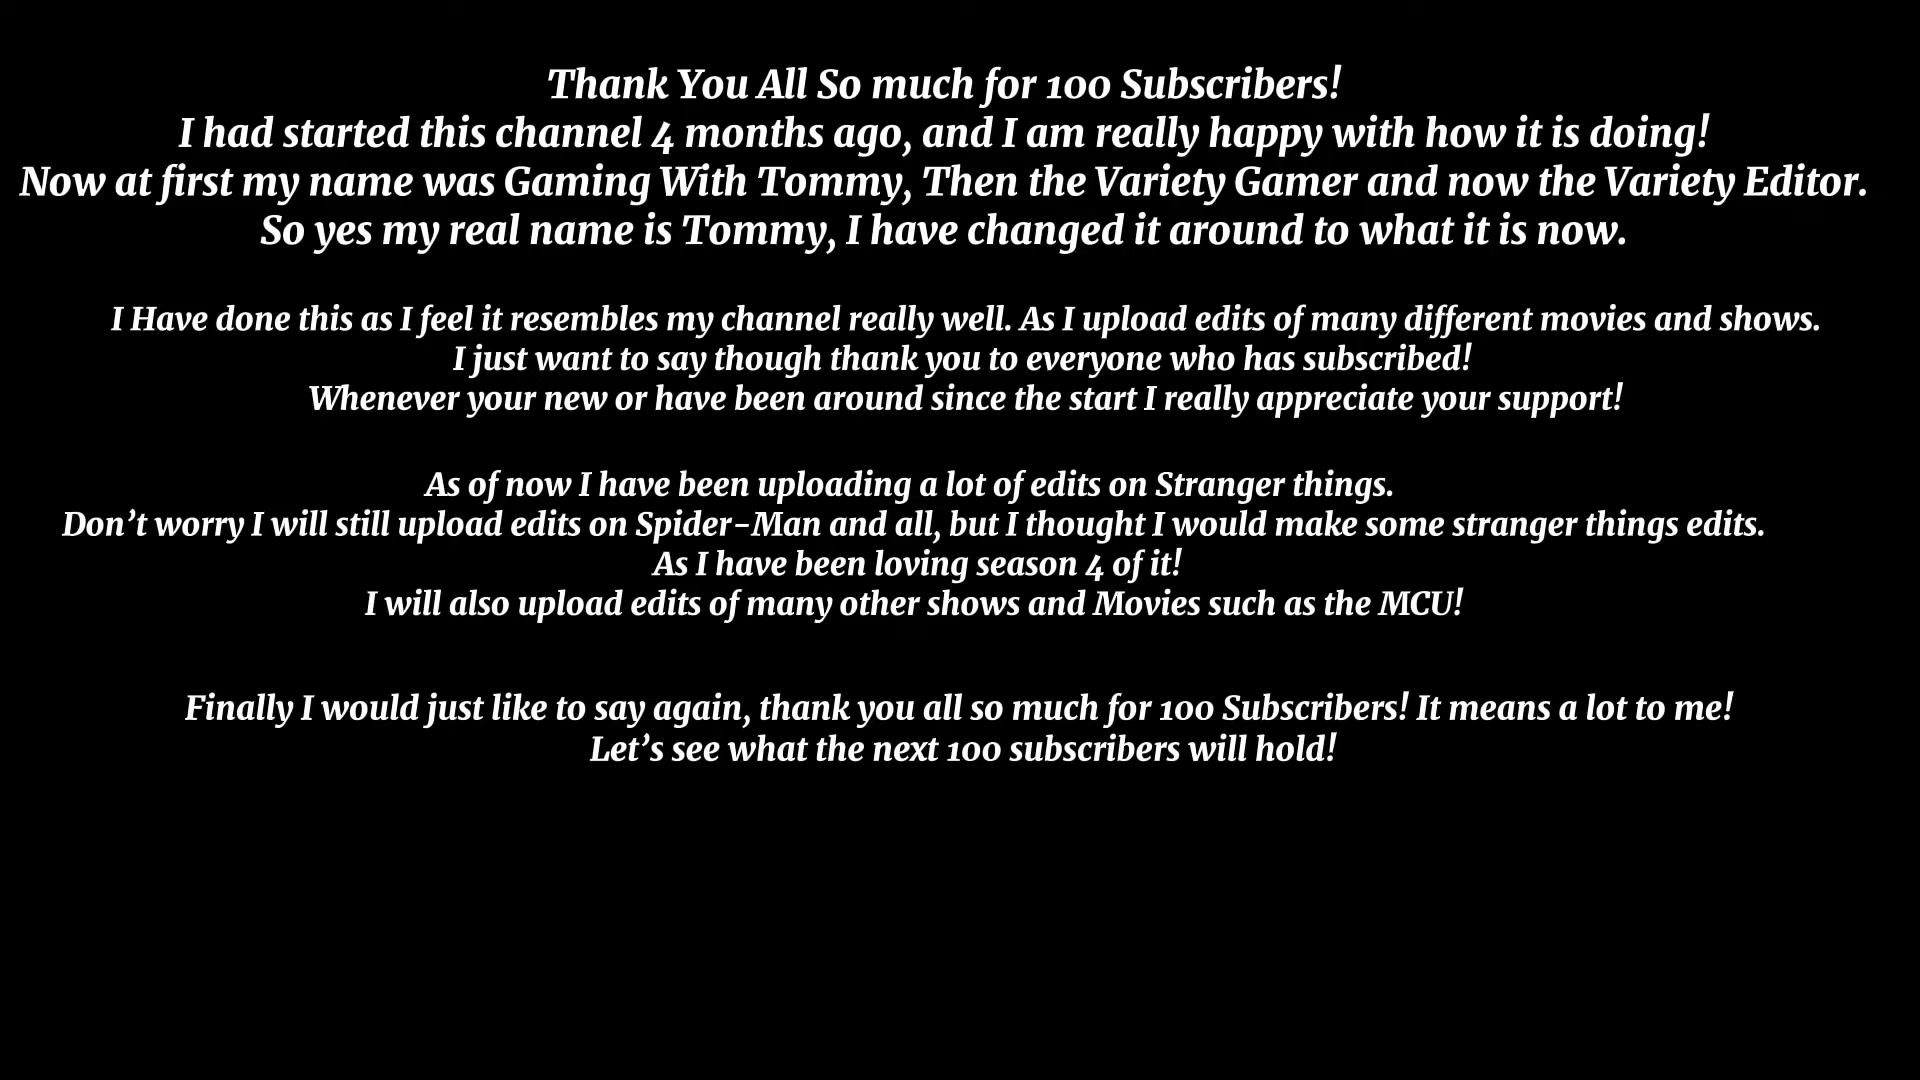 Thank You All So much for 100 Subscribers!
I had started this channel 4 months ago, and I am really happy with how it is doing!
Now at first my name was Gaming With Tommy, Then the Variety Gamer and now the Variety Editor.
So yes my real name is Tommy, I have changed it around to what it is now.
I Have done this as I feel it resembles my channel really well. As I upload edits of many different movies and shows.
I just want to say though thank you to everyone who has subscribed!
Whenever your new or have been around since the start I really appreciate your support!
As of now I have been uploading a lot of edits on Stranger things.
Don’t worry I will still upload edits on Spider-Man and all, but I thought I would make some stranger things edits.
As I have been loving season 4 of it!
I will also upload edits of many other shows and Movies such as the MCU!
Finally I would just like to say again, thank you all so much for 100 Subscribers! It means a lot to me!
Let’s see what the next 100 subscribers will hold!